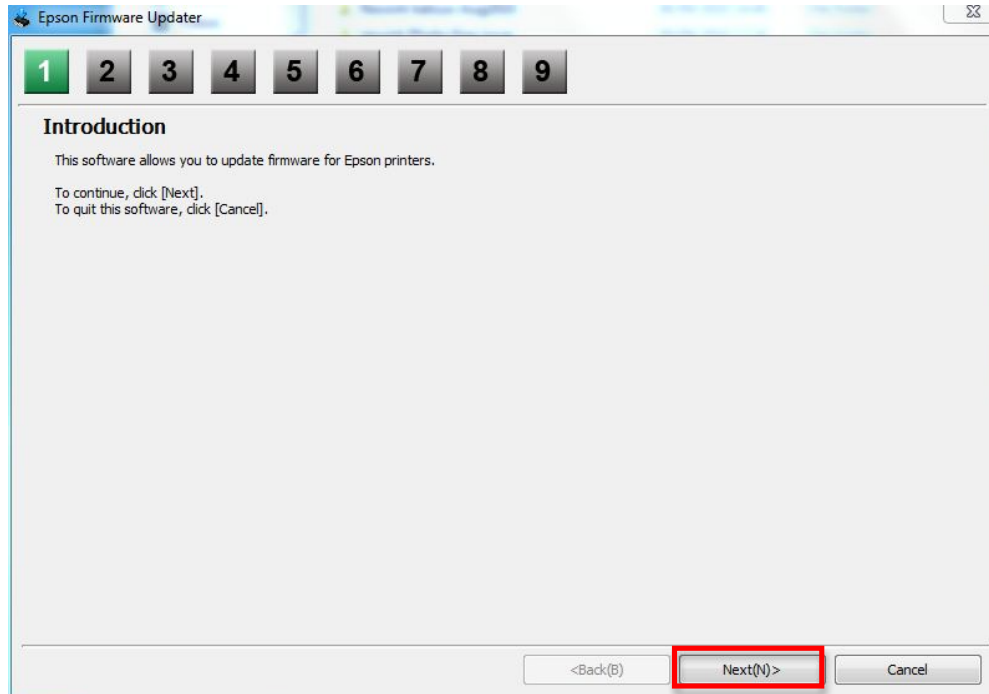 Epson Firmware Updater
1 2 3 4 5 6 7 8 9
Introduction
This software allows you to update firmware for Epson printers.
To continue, click [Next].
To quit this software, click [Cancel].
<Back(B) Next(N)> Cancel